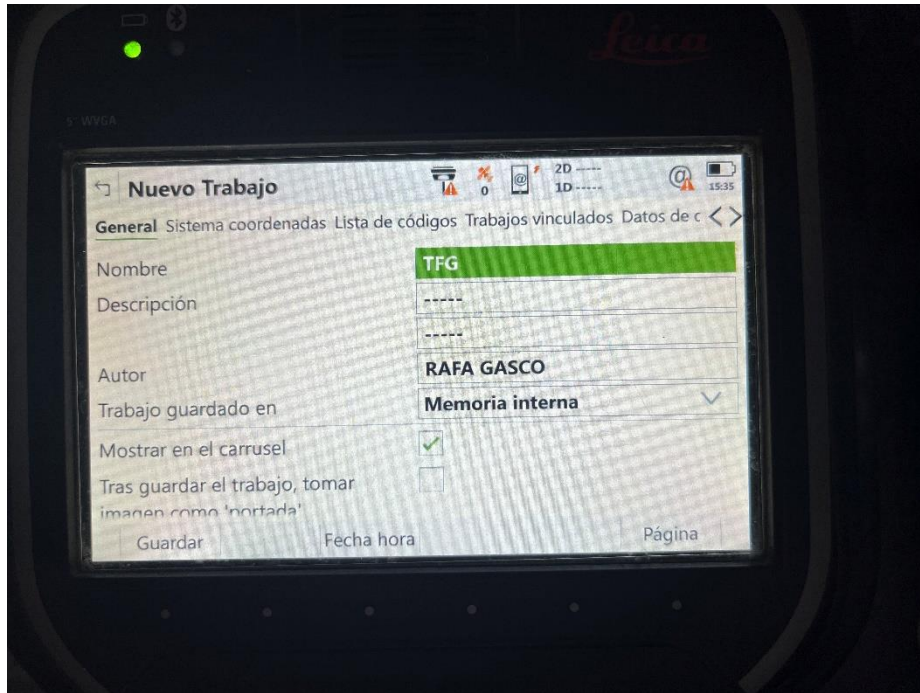 Leica
5" WVGA
Nuevo Trabajo
0
@
2D -----
1D -----
@
15:35
General Sistema coordenadas Lista de códigos Trabajos vinculados Datos de c
Nombre
TFG
Descripción
-----
-----
Autor
RAFA GASCO
Trabajo guardado en
Memoria interna
Mostrar en el carrusel
Tras guardar el trabajo, tomar
imagen como 'portada'
Guardar
Fecha hora
Página